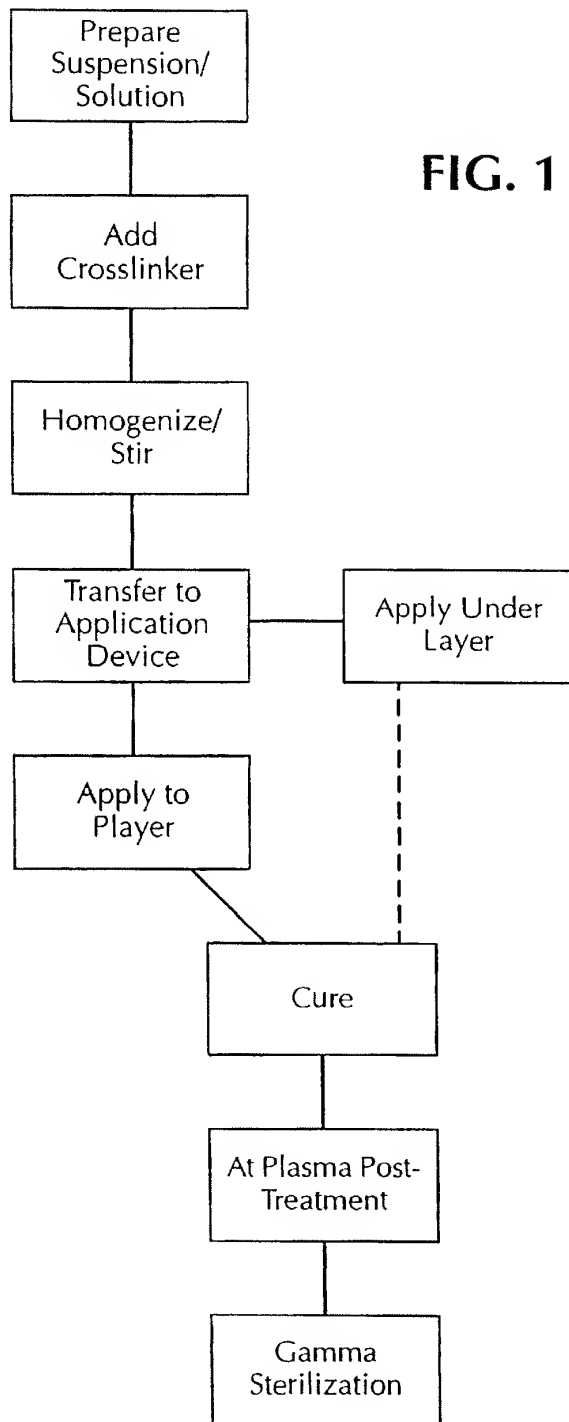 Prepare
Suspension/
Solution
FIG. 1
Add
Crosslinker
Homogenize/
Stir
Transfer to
Application
Device
Apply Under
Layer
Apply to
Player
Cure
At Plasma Post-
Treatment
Gamma
Sterilization